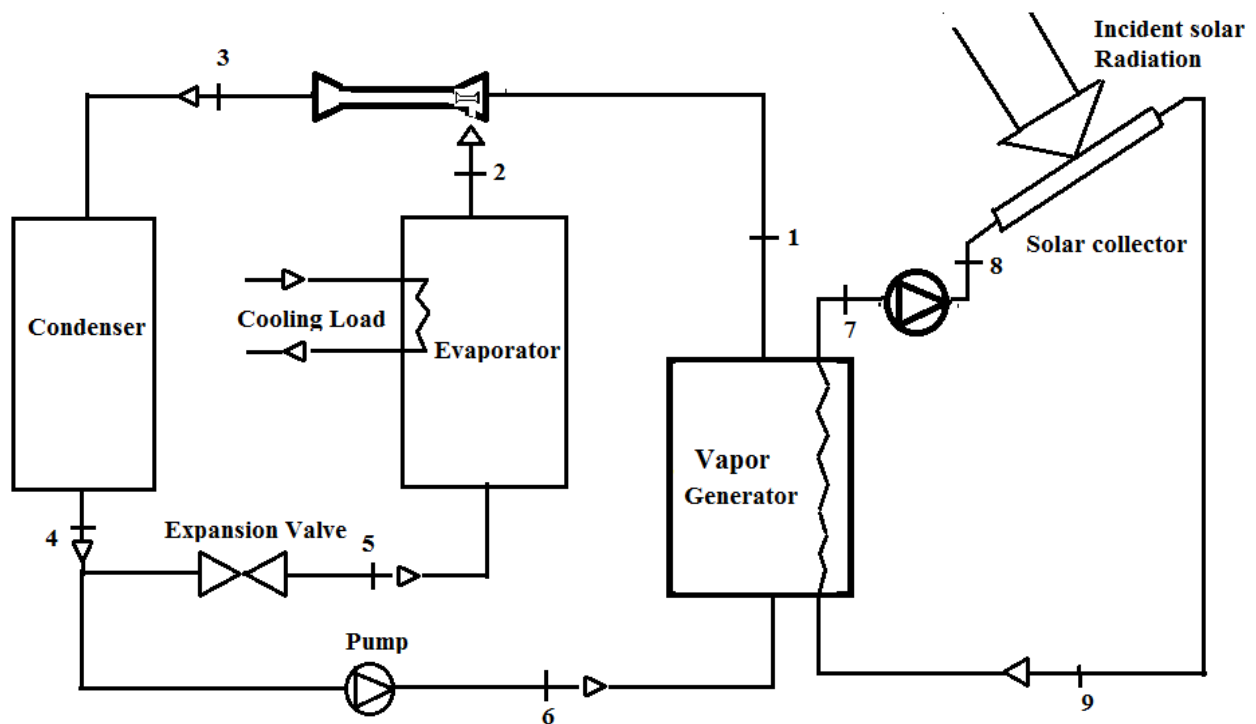 3
Incident solar
Radiation
2
1
Solar collector
8
Condenser
Cooling Load
Evaporator
7
Vapor
Generator
4
Expansion Valve
5
Pump
6
9